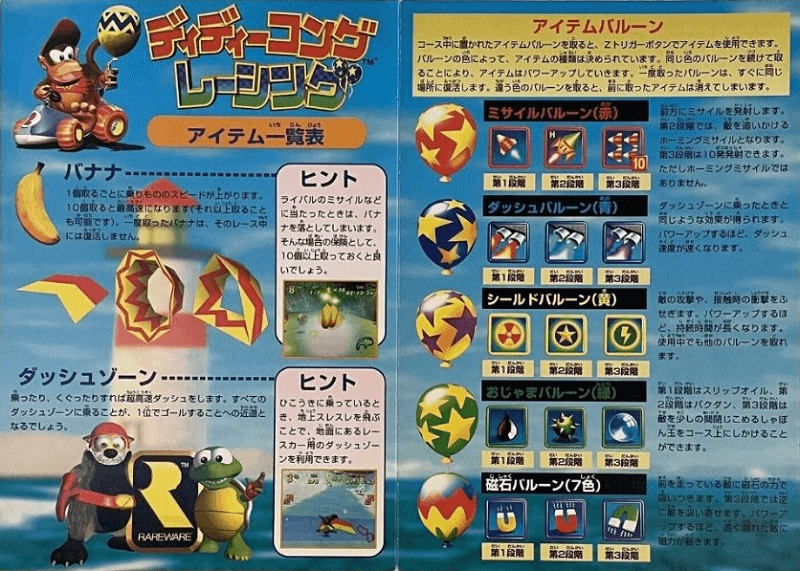 ディディーコング
レーシング
TM
アイテム一覧表
バナナ
1個取るごとに乗りもののスピードが上がります。
10個取ると最高速になります(それ以上取ること
も可能です)。一度取ったバナナは、そのレース中
には復活しません。
ヒント
ライバルのミサイルなど
に当たったときは、バナ
ナを落としてしまいます。
そんな場合の保険として、
10個以上取っておくと良
いでしょう。
ダッシュゾーン
乗ったり、くぐったりすれば超高速ダッシュをします。すべての
ダッシュゾーンに乗ることが、1位でゴールすることへの近道と
なるでしょう。
ヒント
ひこうきに乗っているとき
き、地上スレスレを飛ぶ
ことで、地面にあるレー
スカー用のダッシュゾー
ンを利用できます。
R
TM
RAREWARE
アイテムバルーン
コース中に置かれたアイテムバルーンを取ると、Zトリガーボタンでアイテムを使用できます。
バルーンの色によって、アイテムの種類は決められています。同じ色のバルーンを続けて取
ることにより、アイテムはパワーアップしていきます。一度取ったバルーンは、すぐに同じ
場所に復活します。違う色のバルーンを取ると、前に取ったアイテムは消えてしまいます。
ミサイルバルーン(赤)
H
10
第1段階 第2段階 第3段階
前方にミサイルを発射します。
第2段階では、敵を追いかける
ホーミングミサイルとなります。
第3段階は10発発射できます。
ただしホーミングミサイルでは
ありません。
ダッシュバルーン(青)
第1段階 第2段階 第3段階
ダッシュゾーンに乗ったときと
同じような効果が得られます。
パワーアップするほど、ダッシュ
速度が速くなります。
シールドバルーン(黄)
第1段階 第2段階 第3段階
敵の攻撃や、接触時の衝撃をふ
せぎます。パワーアップするほ
ど、持続時間が長くなります。
使用中でも他のバルーンを取れ
ます。
おじゃまバルーン(緑)
第1段階 第2段階 第3段階
第1段階はスリップオイル、第
2段階はバクダン、第3段階は
敵を少しの間閉じこめるしゃぼ
ん玉をコース上にしかけること
ができます。
磁石バルーン(7色)
第1段階 第2段階 第3段階
前を走っている敵に磁石の力で
吸いつきます。第3段階では逆
に敵を吸い寄せます。パワーア
ップするほど、遠く離れた敵に
磁力が届きます。